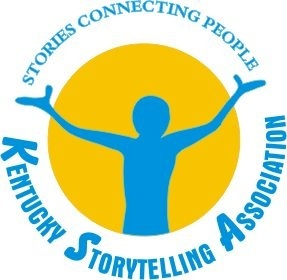 STORIES CONNECTING PEOPLE
KENTUCKY STORYTELLING ASSOCIATION